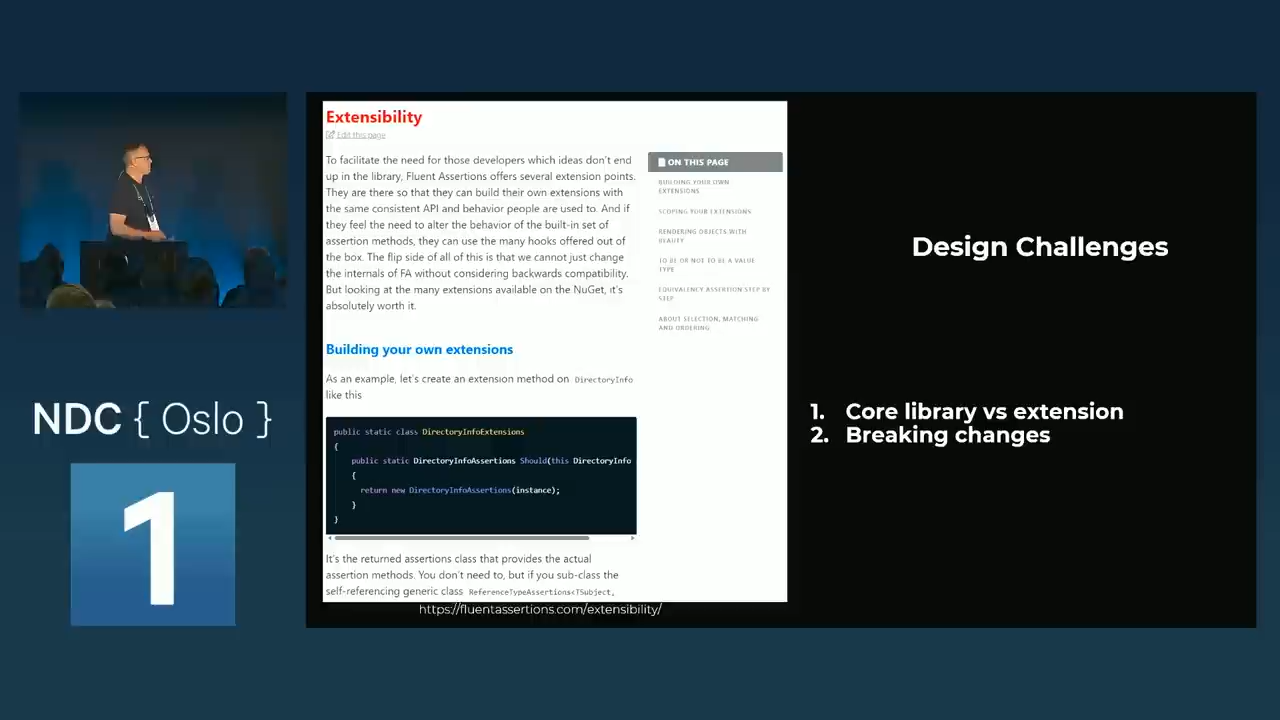 Extensibility
Edit this page
To facilitate the need for those developers which ideas don't end
up in the library, Fluent Assertions offers several extension points.
They are there so that they can build their own extensions with
the same consistent API and behavior people are used to. And if
they feel the need to alter the behavior of the built-in set of
assertion methods, they can use the many hooks offered out of
the box. The flip side of all of this is that we cannot just change
the internals of FA without considering backwards compatibility.
But looking at the many extensions available on the NuGet, it's
absolutely worth it.
Building your own extensions
As an example, let's create an extension method on DirectoryInfo
like this
public static class DirectoryInfoExtensions
{
public static DirectoryInfoAssertions Should(this DirectoryInfo
{
return new DirectoryInfoAssertions(instance);
}
}
It's the returned assertions class that provides the actual
assertion methods. You don't need to, but if you sub-class the
self-referencing generic class ReferenceTypeAssertions<TSubject,
ON THIS PAGE
BUILDING YOUR OWN
EXTENSIONS
SCOPING YOUR EXTENSIONS
RENDERING OBJECTS WITH
BEAUTY
TO BE OR NOT TO BE A VALUE
TYPE
EQUIVALENCY ASSERTION STEP BY
STEP
ABOUT SELECTION, MATCHING
AND ORDERING
https://fluentassertions.com/extensibility/
Design Challenges
1. Core library vs extension
2. Breaking changes
NDC { Oslo }
1